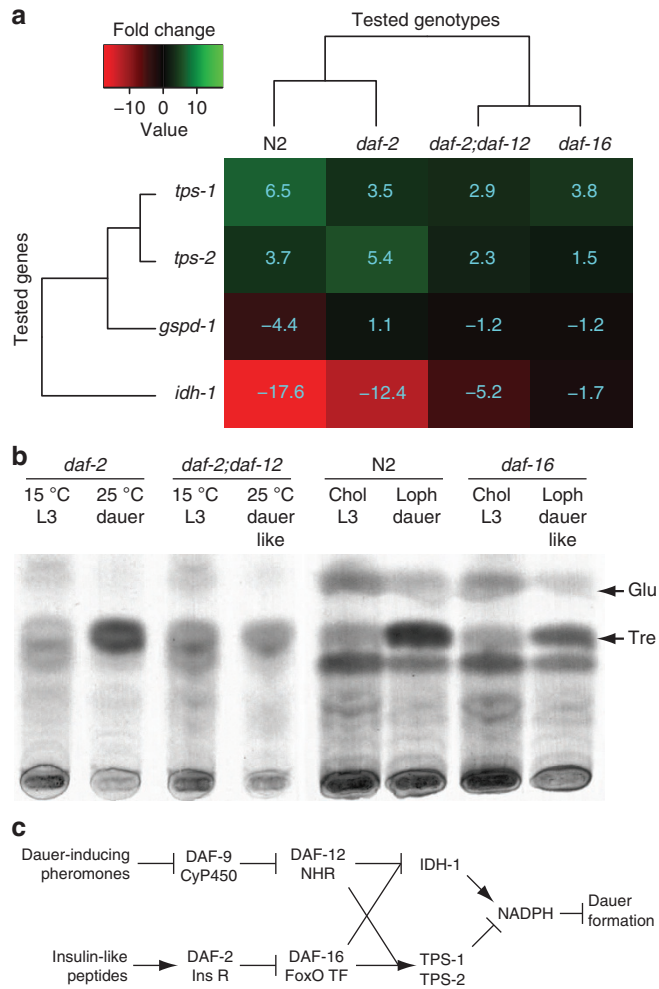 a
Fold change
−10 0 10
Value
Tested genotypes
N2 daf-2 daf-2;daf-12 daf-16
Tested genes
tps-1 6.5 3.5 2.9 3.8
tps-2 3.7 5.4 2.3 1.5
gspd-1 −4.4 1.1 −1.2 −1.2
idh-1 −17.6 −12.4 −5.2 −1.7
b
daf-2 daf-2;daf-12 N2 daf-16
15 °C 25 °C 15 °C 25 °C Chol Loph Chol Loph
L3 dauer L3 dauer L3 dauer L3 dauer
like like
Glu
Tre
c
Dauer-inducing pheromones
DAF-9 CyP450
DAF-12 NHR
IDH-1
NADPH
Dauer formation
Insulin-like peptides
DAF-2 Ins R
DAF-16 FoxO TF
TPS-1
TPS-2